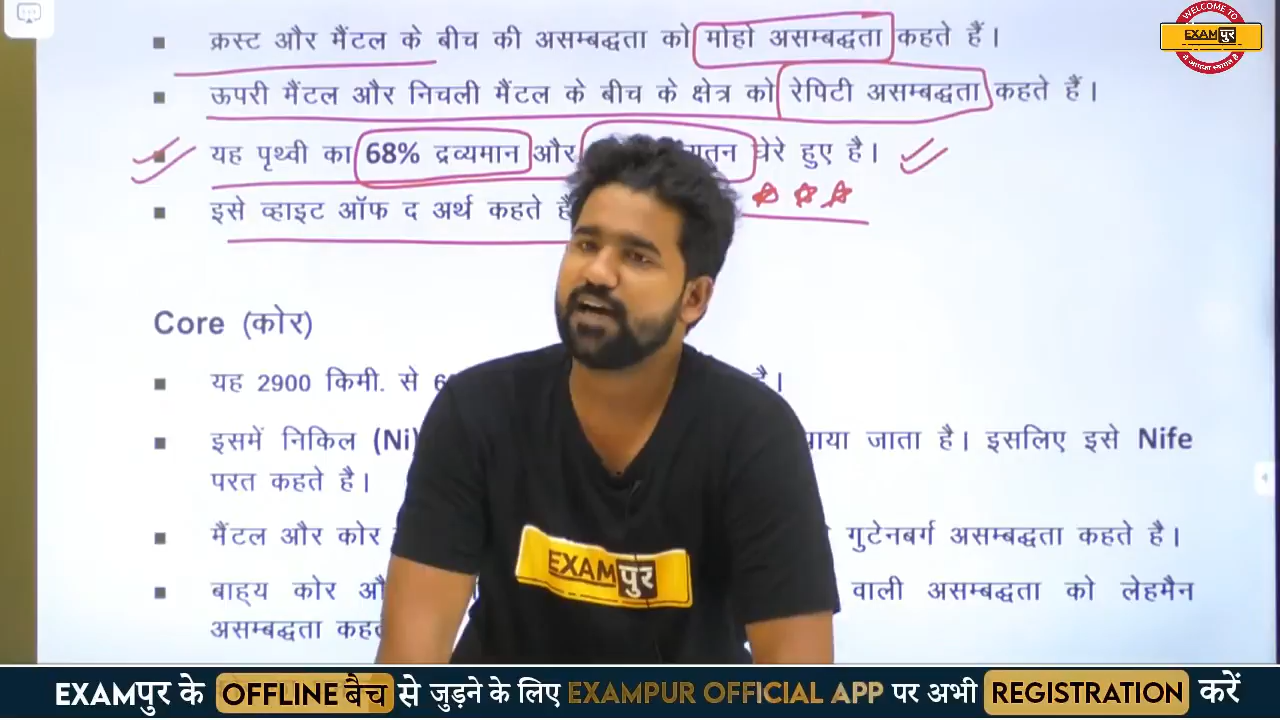 WELCOME TO
EXAMपुर
क्रस्ट और मैंटल के बीच की असम्बद्धता को मोहो असम्बद्धता कहते हैं।
ऊपरी मैंटल और निचली मैंटल के बीच के क्षेत्र को रेपिटी असम्बद्धता कहते हैं।
यह पृथ्वी का 68% द्रव्यमान और घेरे हुए है।
इसे व्हाइट ऑफ द अर्थ कहते
Core (कोर)
यह 2900 किमी. से है।
इसमें निकिल (Ni) पाया जाता है। इसलिए इसे Nife
परत कहते है।
मैंटल और कोर गुटेनबर्ग असम्बद्धता कहते है।
बाह्य कोर वाली असम्बद्धता को लेहमैन
असम्बद्धता
EXAMपुर
EXAMपुर के OFFLINE बैच से जुड़ने के लिए EXAMPUR OFFICIAL APP पर अभी REGISTRATION करें